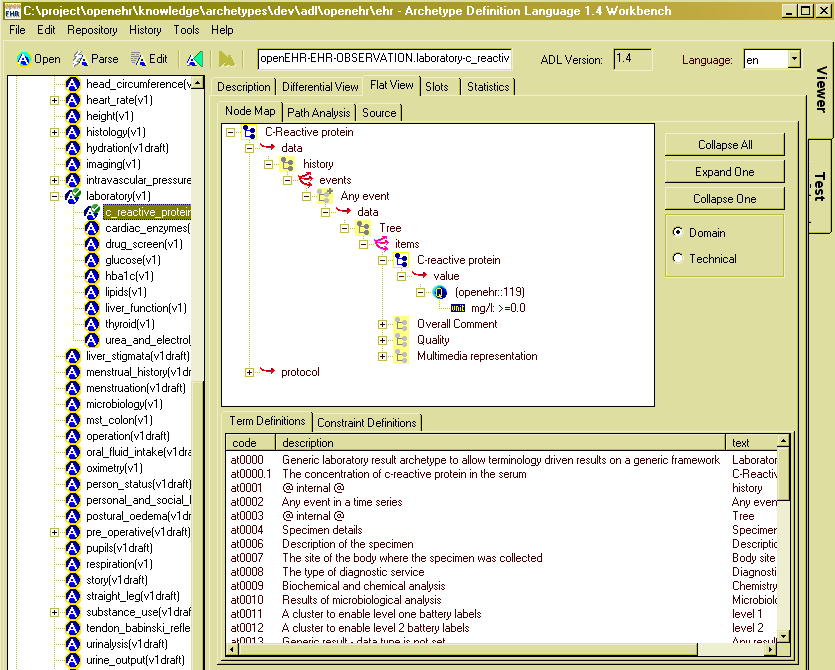 C:\project\openehr\knowledge\archetypes\dev\adl\openehr\ehr - Archetype Definition Language 1.4 Workbench
File Edit Repository History Tools Help
Open Parse Edit openEHR-EHR-OBSERVATION.laboratory-c_reactiv ADL Version: 1.4 Language: en
Viewer
Test
head_circumference(v
heart_rate(v1)
height(v1)
histology(v1)
hydration(v1draft)
imaging(v1)
intravascular_pressure
laboratory(v1)
c_reactive_protein
cardiac_enzymes(
drug_screen(v1)
glucose(v1)
hba1c(v1)
lipids(v1)
liver_function(v1)
thyroid(v1)
urea_and_electrol
liver_stigmata(v1draft)
menstrual_history(v1dr
menstruation(v1draft)
microbiology(v1)
mst_colon(v1)
operation(v1draft)
oral_fluid_intake(v1dra
oximetry(v1)
person_status(v1draft)
personal_and_social_
postural_oedema(v1dr
pre_operative(v1draft)
pupils(v1draft)
respiration(v1)
story(v1draft)
straight_leg(v1draft)
substance_use(v1draf
tendon_babinski_refle
urinalysis(v1draft)
urine_output(v1draft)
Description Differential View Flat View Slots Statistics
Node Map Path Analysis Source
C-Reactive protein
data
history
events
Any event
data
Tree
items
C-reactive protein
value
(openehr::119)
mg/l: >=0.0
Overall Comment
Quality
Multimedia representation
protocol
Collapse All
Expand One
Collapse One
Domain
Technical
Term Definitions Constraint Definitions
code description text
at0000 Generic laboratory result archetype to allow terminology driven results on a generic framework Laborator
at0000.1 The concentration of c-reactive protein in the serum C-Reactiv
at0001 @ internal @ history
at0002 Any event in a time series Any event
at0003 @ internal @ Tree
at0004 Specimen details Specimen
at0006 Description of the specimen Descriptic
at0007 The site of the body where the specimen was collected Body site
at0008 The type of diagnostic service Diagnosti
at0009 Biochemical and chemical analysis Chemistry
at0010 Results of microbiological analysis Microbiolo
at0011 A cluster to enable level one battery labels level 1
at0012 A cluster to enable level 2 battery labels level 2
at0013 Generic result - data type is not set Any resul